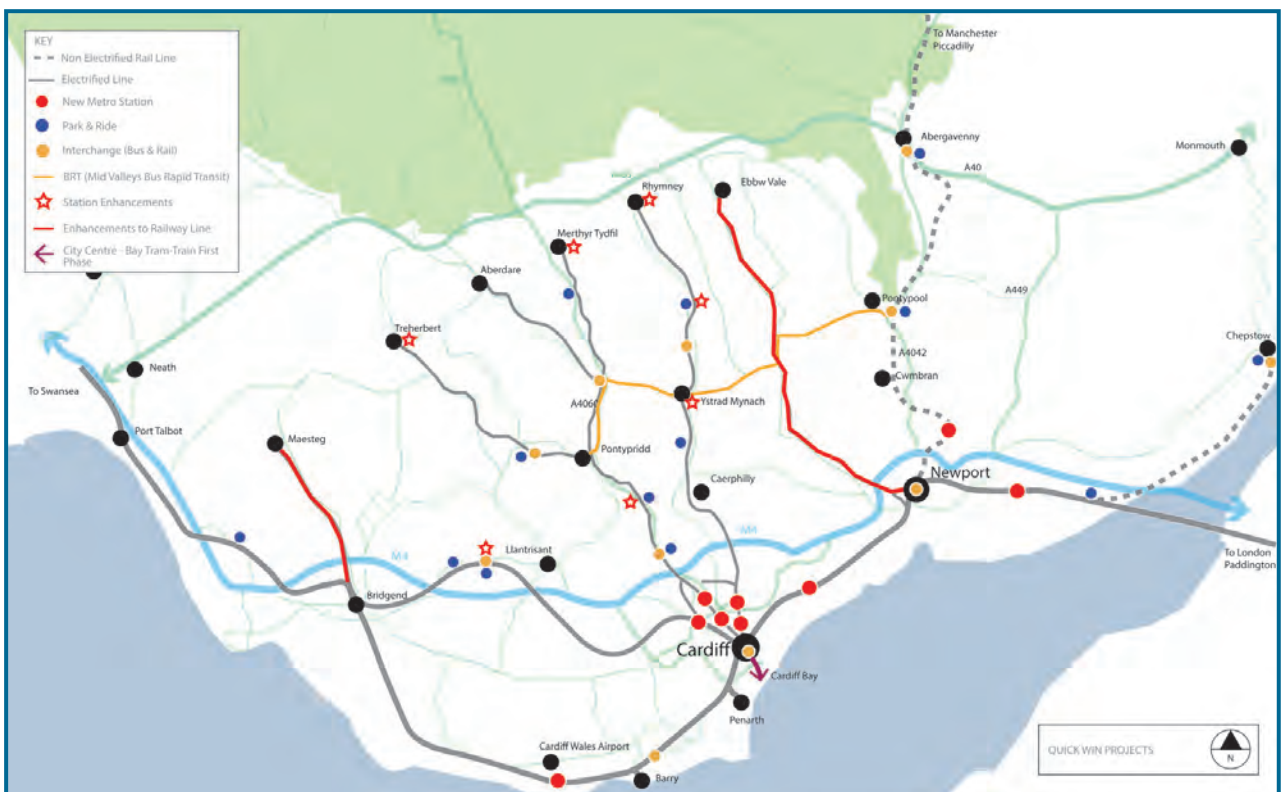 KEY
Non Electrified Rail Line
Electrified Line
New Metro Station
Park & Ride
Interchange (Bus & Rail)
BRT (Mid Valleys Bus Rapid Transit)
Station Enhancements
Enhancements to Railway Line
City Centre - Bay Tram-Train First
Phase
To Manchester
Piccadilly
Abergavenny
Monmouth
A40
Rhymney
Ebbw Vale
Merthyr Tydfil
Aberdare
Pontypool
A449
Treherbert
Chepstow
A4042
Neath
Cwmbran
To Swansea
Ystrad Mynach
Port Talbot
Maesteg
Pontypridd
Newport
Caerphilly
M4
M4
Llantrisant
To London
Paddington
Bridgend
Cardiff
Cardiff Bay
Penarth
Cardiff Wales Airport
Barry
QUICK WIN PROJECTS
N